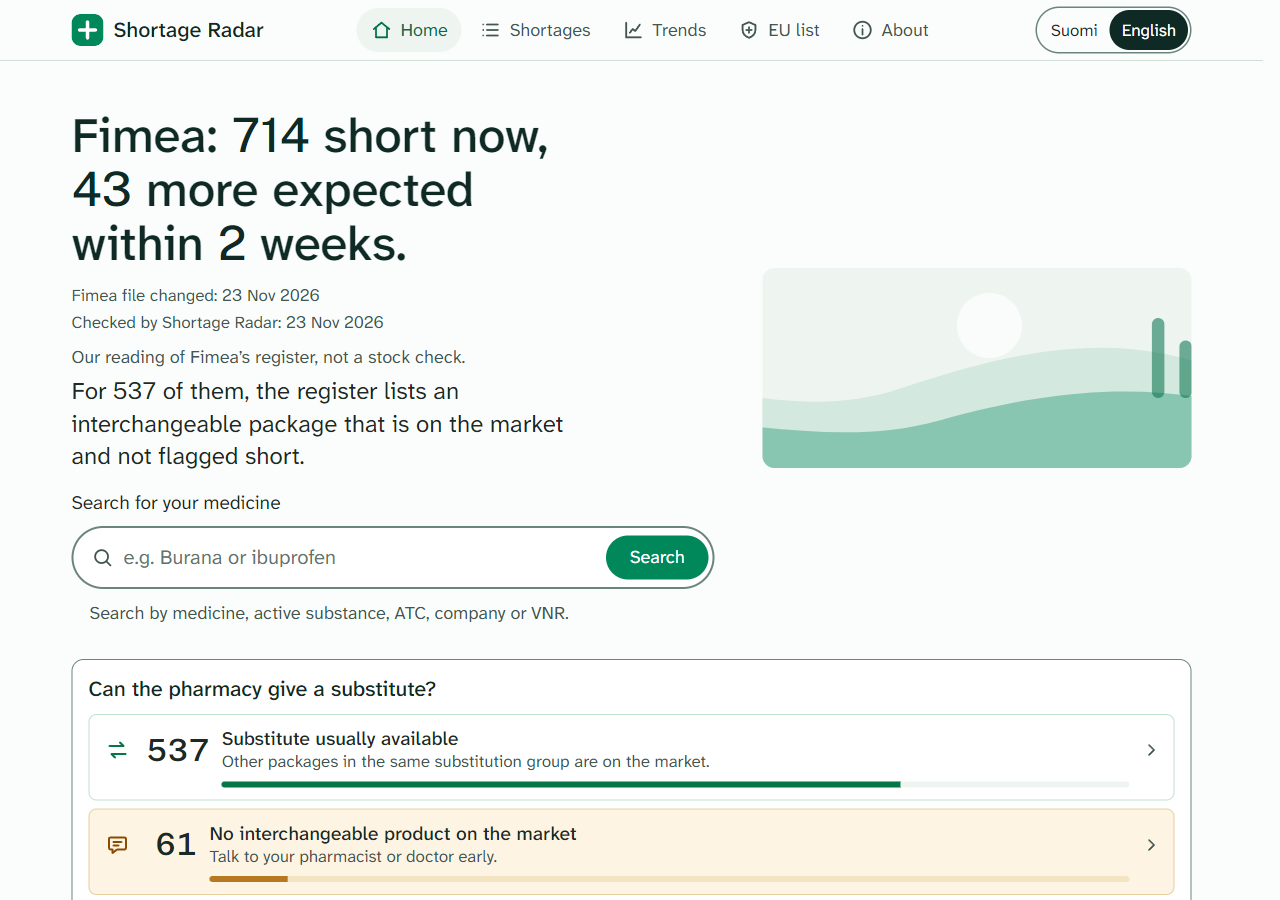 Shortage Radar
Home
Shortages
Trends
EU list
About
Suomi
English
Fimea: 714 short now,
43 more expected
within 2 weeks.
Fimea file changed: 23 Nov 2026
Checked by Shortage Radar: 23 Nov 2026
Our reading of Fimea’s register, not a stock check.
For 537 of them, the register lists an
interchangeable package that is on the market
and not flagged short.
Search for your medicine
e.g. Burana or ibuprofen
Search
Search by medicine, active substance, ATC, company or VNR.
Can the pharmacy give a substitute?
537
Substitute usually available
Other packages in the same substitution group are on the market.
61
No interchangeable product on the market
Talk to your pharmacist or doctor early.